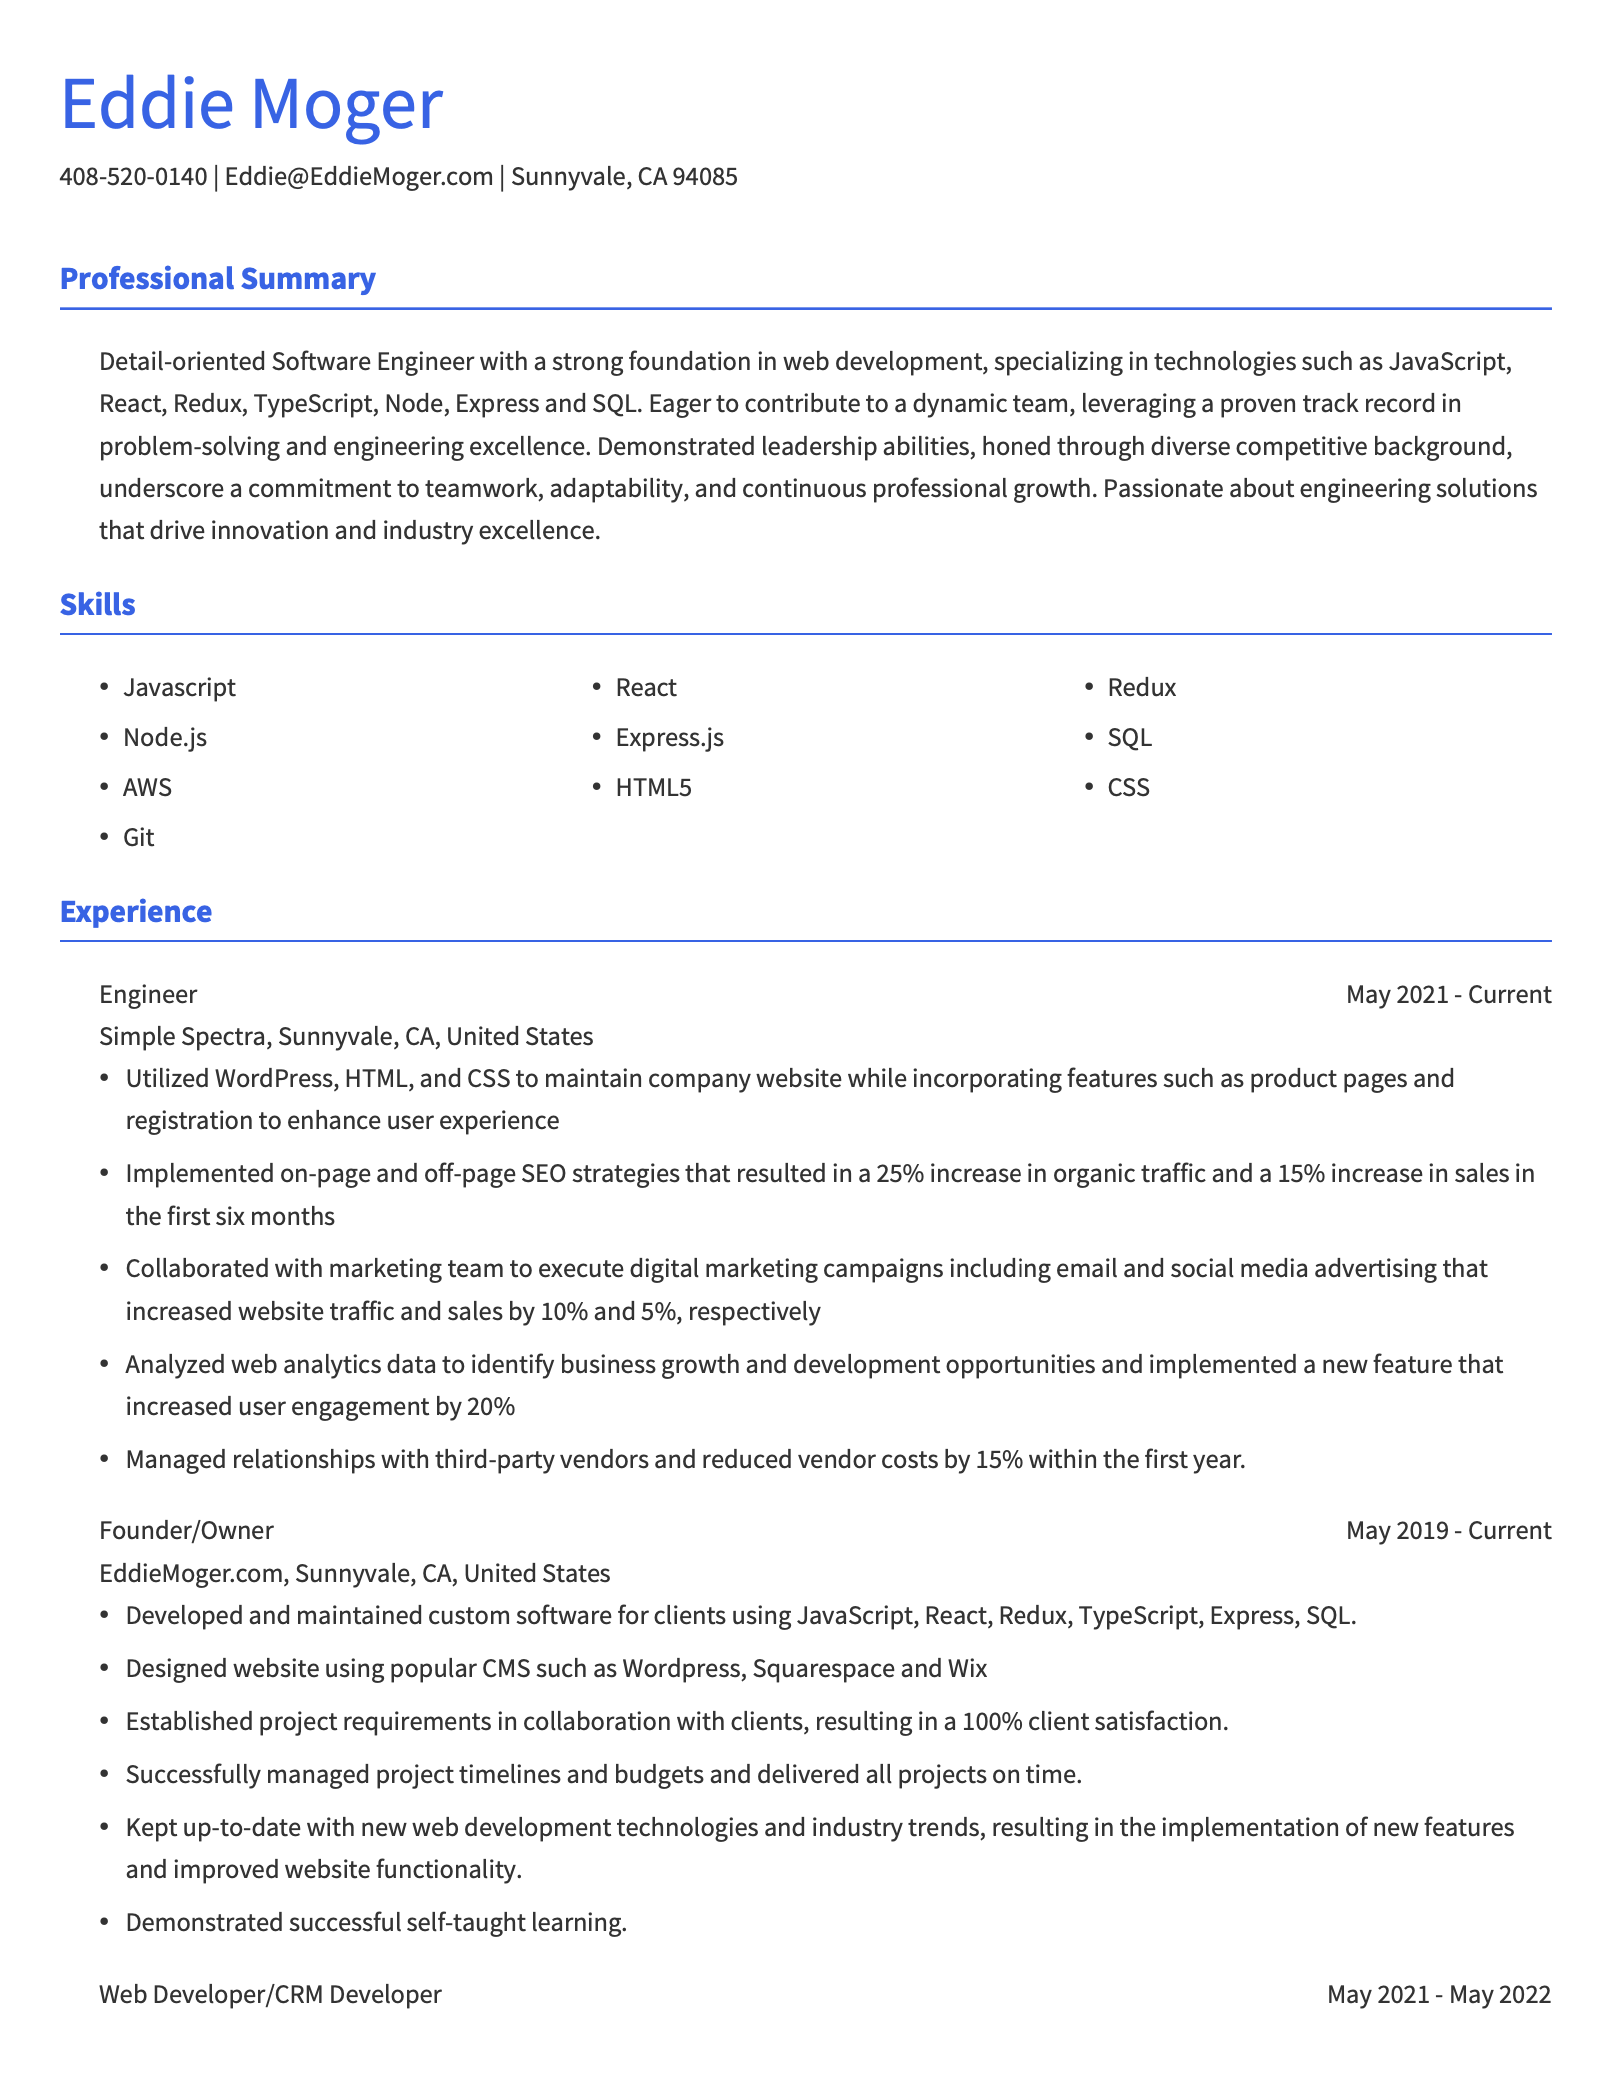 Eddie Moger
408-520-0140 | Eddie@EddieMoger.com | Sunnyvale, CA 94085
Professional Summary
Detail-oriented Software Engineer with a strong foundation in web development, specializing in technologies such as JavaScript,
React, Redux, TypeScript, Node, Express and SQL. Eager to contribute to a dynamic team, leveraging a proven track record in
problem-solving and engineering excellence. Demonstrated leadership abilities, honed through diverse competitive background,
underscore a commitment to teamwork, adaptability, and continuous professional growth. Passionate about engineering solutions
that drive innovation and industry excellence.
Skills
• Javascript • React • Redux
• Node.js • Express.js • SQL
• AWS • HTML5 • CSS
• Git
Experience
Engineer May 2021 - Current
Simple Spectra, Sunnyvale, CA, United States
• Utilized WordPress, HTML, and CSS to maintain company website while incorporating features such as product pages and
registration to enhance user experience
• Implemented on-page and off-page SEO strategies that resulted in a 25% increase in organic traffic and a 15% increase in sales in
the first six months
• Collaborated with marketing team to execute digital marketing campaigns including email and social media advertising that
increased website traffic and sales by 10% and 5%, respectively
• Analyzed web analytics data to identify business growth and development opportunities and implemented a new feature that
increased user engagement by 20%
• Managed relationships with third-party vendors and reduced vendor costs by 15% within the first year.
Founder/Owner May 2019 - Current
EddieMoger.com, Sunnyvale, CA, United States
• Developed and maintained custom software for clients using JavaScript, React, Redux, TypeScript, Express, SQL.
• Designed website using popular CMS such as Wordpress, Squarespace and Wix
• Established project requirements in collaboration with clients, resulting in a 100% client satisfaction.
• Successfully managed project timelines and budgets and delivered all projects on time.
• Kept up-to-date with new web development technologies and industry trends, resulting in the implementation of new features
and improved website functionality.
• Demonstrated successful self-taught learning.
Web Developer/CRM Developer May 2021 - May 2022